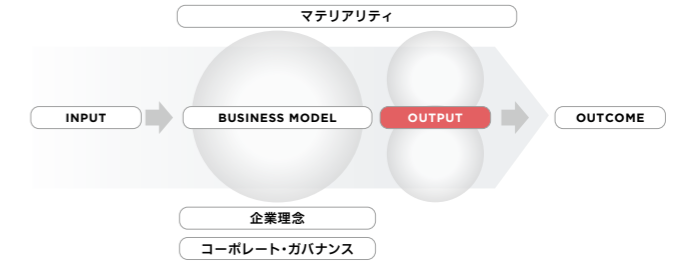 マテリアリティ
INPUT
BUSINESS MODEL
OUTPUT
OUTCOME
企業理念
コーポレート・ガバナンス